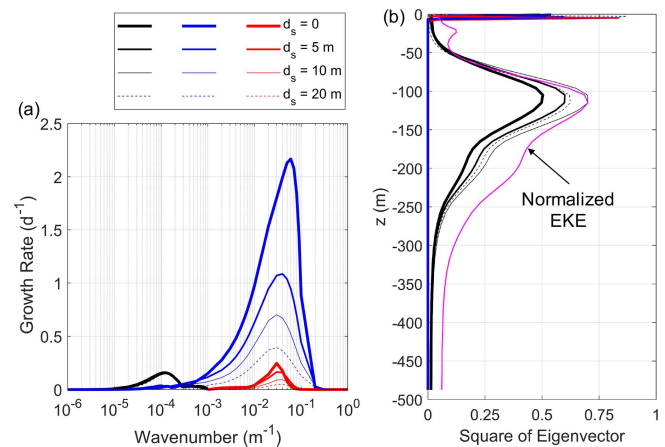 d_s = 0
d_s = 5 m
d_s = 10 m
d_s = 20 m
(a)
2.5
2
1.5
1
0.5
0
Growth Rate (d^-1)
10^-6 10^-5 10^-4 10^-3 10^-2 10^-1 10^0
Wavenumber (m^-1)
(b)
0
-50
-100
-150
-200
-250
-300
-350
-400
-450
-500
z (m)
Normalized
EKE
0 0.25 0.5 0.75 1
Square of Eigenvector